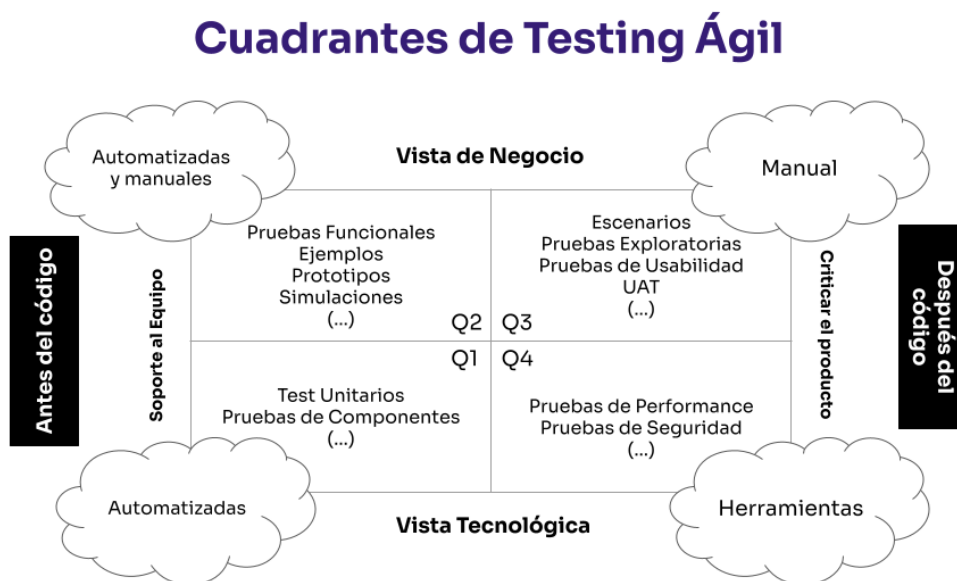 Cuadrantes de Testing Ágil
Automatizadas
y manuales
Vista de Negocio
Manual
Antes del código
Soporte al Equipo
Pruebas Funcionales
Ejemplos
Prototipos
Simulaciones
(...)
Q2
Escenarios
Pruebas Exploratorias
Pruebas de Usabilidad
UAT
(...)
Q3
Criticar el producto
Después del
código
Q1
Test Unitarios
Pruebas de Componentes
(...)
Q4
Pruebas de Performance
Pruebas de Seguridad
(...)
Automatizadas
Vista Tecnológica
Herramientas